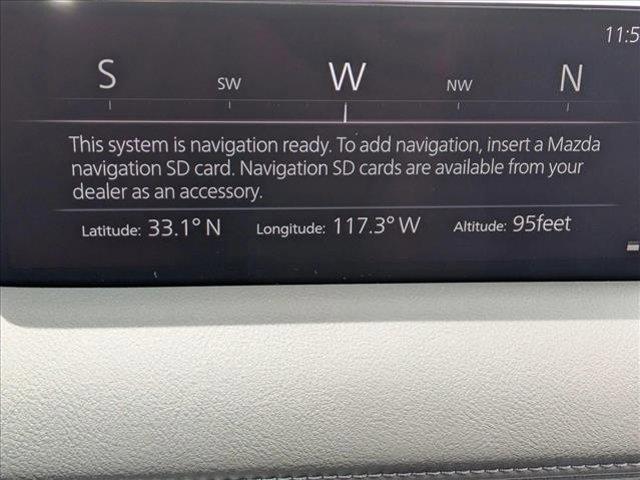 11:5
S SW W NW N
This system is navigation ready. To add navigation, insert a Mazda
navigation SD card. Navigation SD cards are available from your
dealer as an accessory.
Latitude: 33.1° N Longitude: 117.3° W Altitude: 95feet